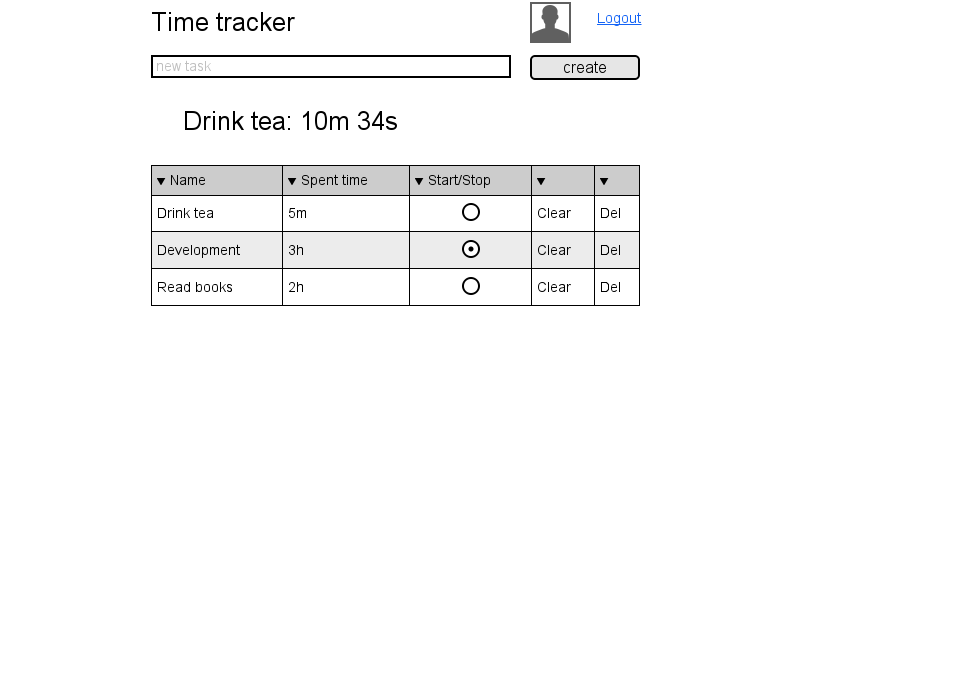 Time tracker
Logout
new task
create
Drink tea: 10m 34s
Name Spent time Start/Stop
Drink tea 5m Clear Del
Development 3h Clear Del
Read books 2h Clear Del